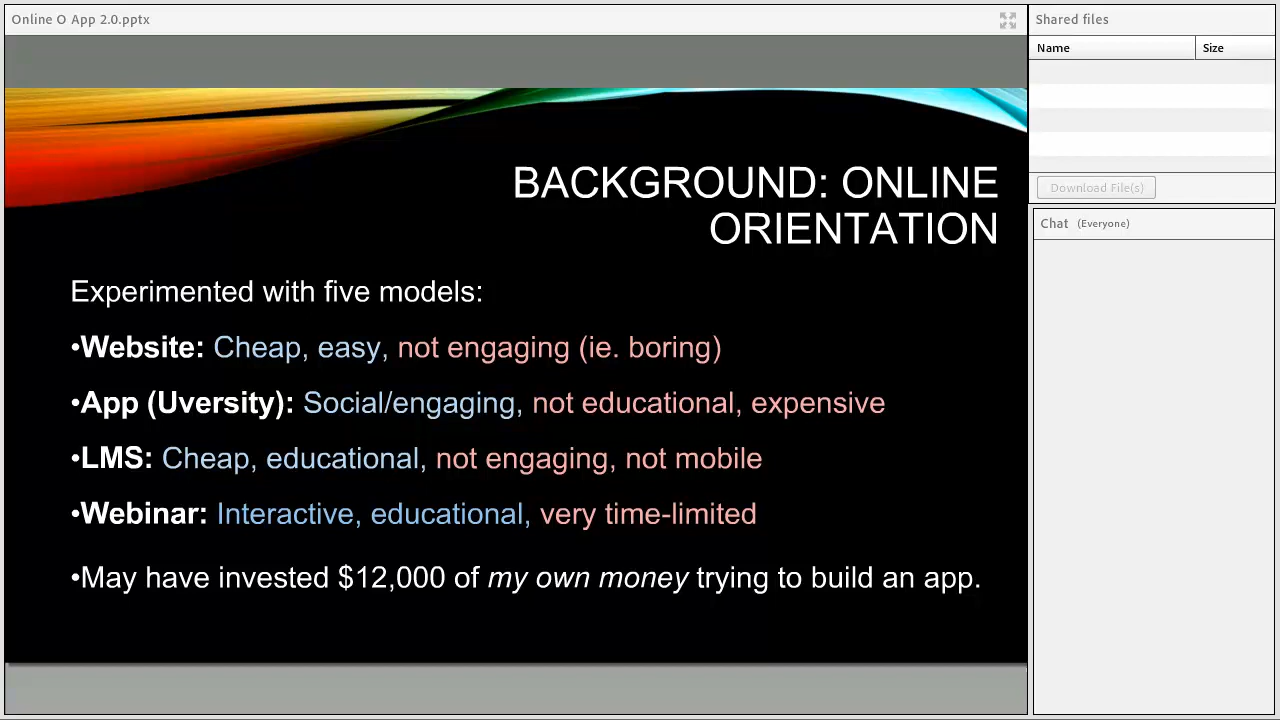 Online O App 2.0.pptx
BACKGROUND: ONLINE
ORIENTATION
Experimented with five models:
•Website: Cheap, easy, not engaging (ie. boring)
•App (Uversity): Social/engaging, not educational, expensive
•LMS: Cheap, educational, not engaging, not mobile
•Webinar: Interactive, educational, very time-limited
•May have invested $12,000 of my own money trying to build an app.
Shared files
Name Size
Download File(s)
Chat (Everyone)